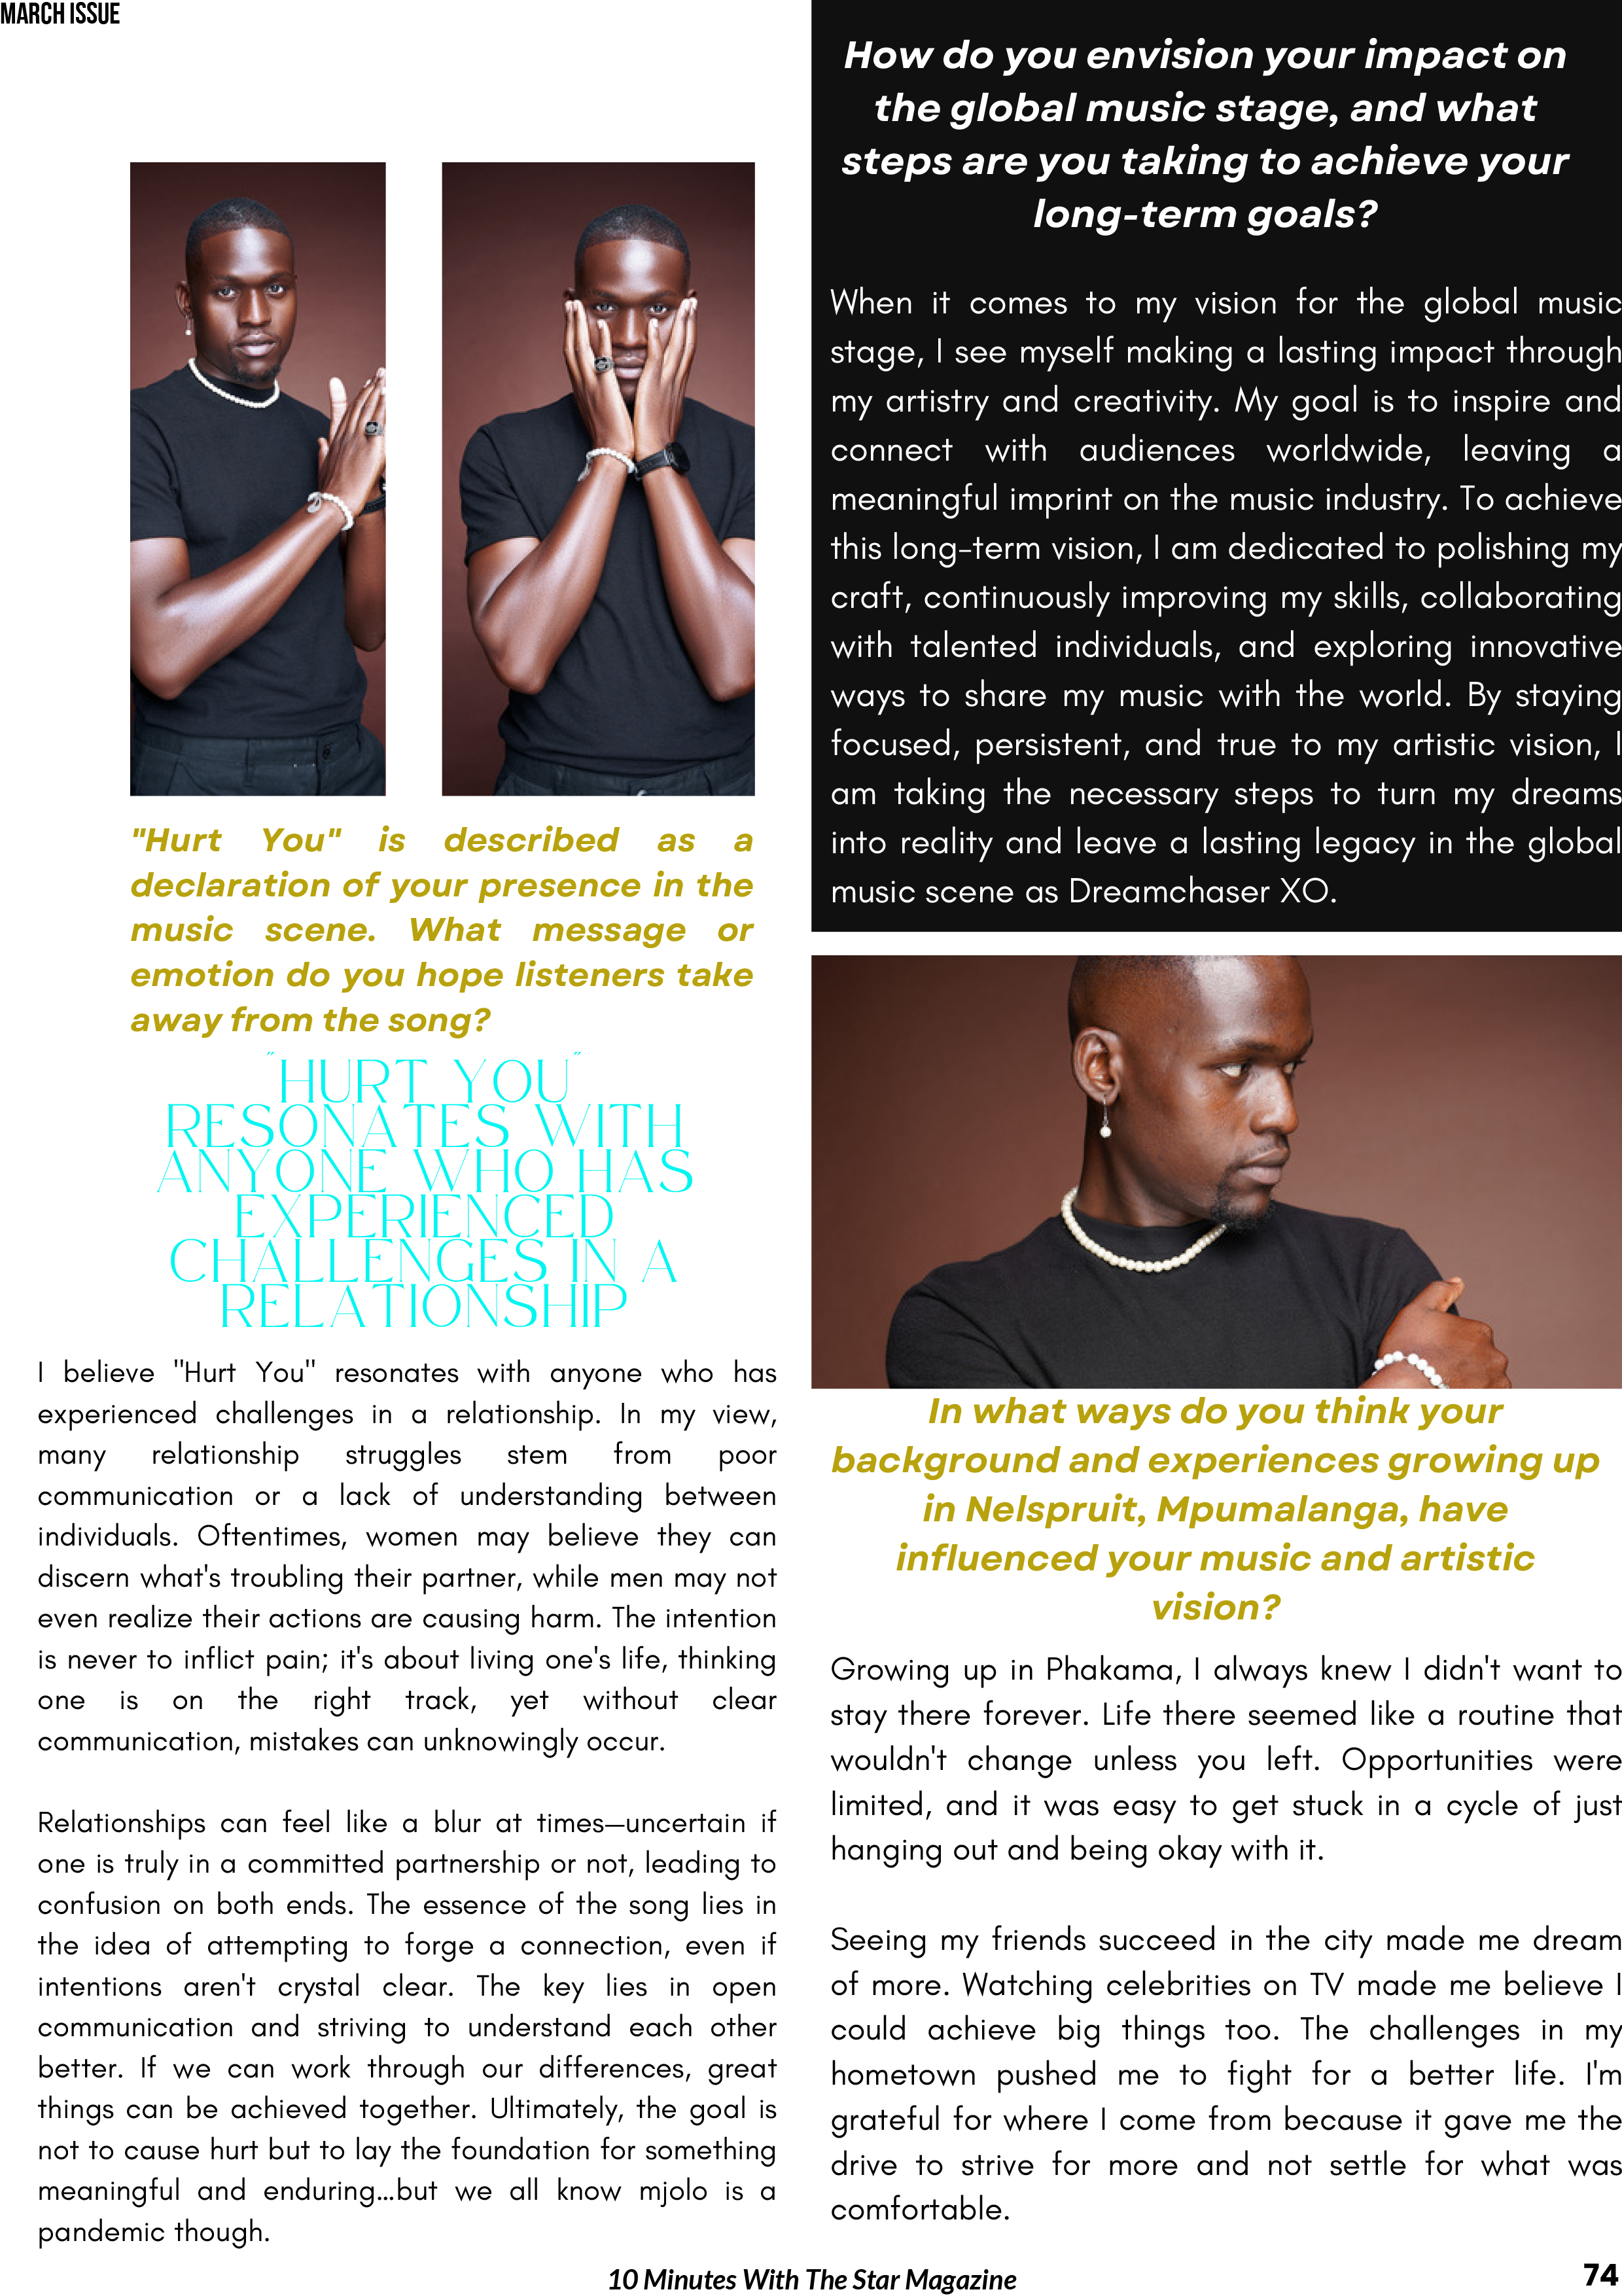 MARCH ISSUE
"Hurt You" is described as a
declaration of your presence in the
music scene. What message or
emotion do you hope listeners take
away from the song?
"HURT YOU"
RESONATES WITH
ANYONE WHO HAS
EXPERIENCED
CHALLENGES IN A
RELATIONSHIP
I believe "Hurt You" resonates with anyone who has
experienced challenges in a relationship. In my view,
many relationship struggles stem from poor
communication or a lack of understanding between
individuals. Oftentimes, women may believe they can
discern what's troubling their partner, while men may not
even realize their actions are causing harm. The intention
is never to inflict pain; it's about living one's life, thinking
one is on the right track, yet without clear
communication, mistakes can unknowingly occur.
Relationships can feel like a blur at times—uncertain if
one is truly in a committed partnership or not, leading to
confusion on both ends. The essence of the song lies in
the idea of attempting to forge a connection, even if
intentions aren't crystal clear. The key lies in open
communication and striving to understand each other
better. If we can work through our differences, great
things can be achieved together. Ultimately, the goal is
not to cause hurt but to lay the foundation for something
meaningful and enduring...but we all know mjolo is a
pandemic though.
How do you envision your impact on
the global music stage, and what
steps are you taking to achieve your
long-term goals?
When it comes to my vision for the global music
stage, I see myself making a lasting impact through
my artistry and creativity. My goal is to inspire and
connect with audiences worldwide, leaving a
meaningful imprint on the music industry. To achieve
this long-term vision, I am dedicated to polishing my
craft, continuously improving my skills, collaborating
with talented individuals, and exploring innovative
ways to share my music with the world. By staying
focused, persistent, and true to my artistic vision, I
am taking the necessary steps to turn my dreams
into reality and leave a lasting legacy in the global
music scene as Dreamchaser XO.
In what ways do you think your
background and experiences growing up
in Nelspruit, Mpumalanga, have
influenced your music and artistic
vision?
Growing up in Phakama, I always knew I didn't want to
stay there forever. Life there seemed like a routine that
wouldn't change unless you left. Opportunities were
limited, and it was easy to get stuck in a cycle of just
hanging out and being okay with it.
Seeing my friends succeed in the city made me dream
of more. Watching celebrities on TV made me believe I
could achieve big things too. The challenges in my
hometown pushed me to fight for a better life. I'm
grateful for where I come from because it gave me the
drive to strive for more and not settle for what was
comfortable.
10 Minutes With The Star Magazine
74